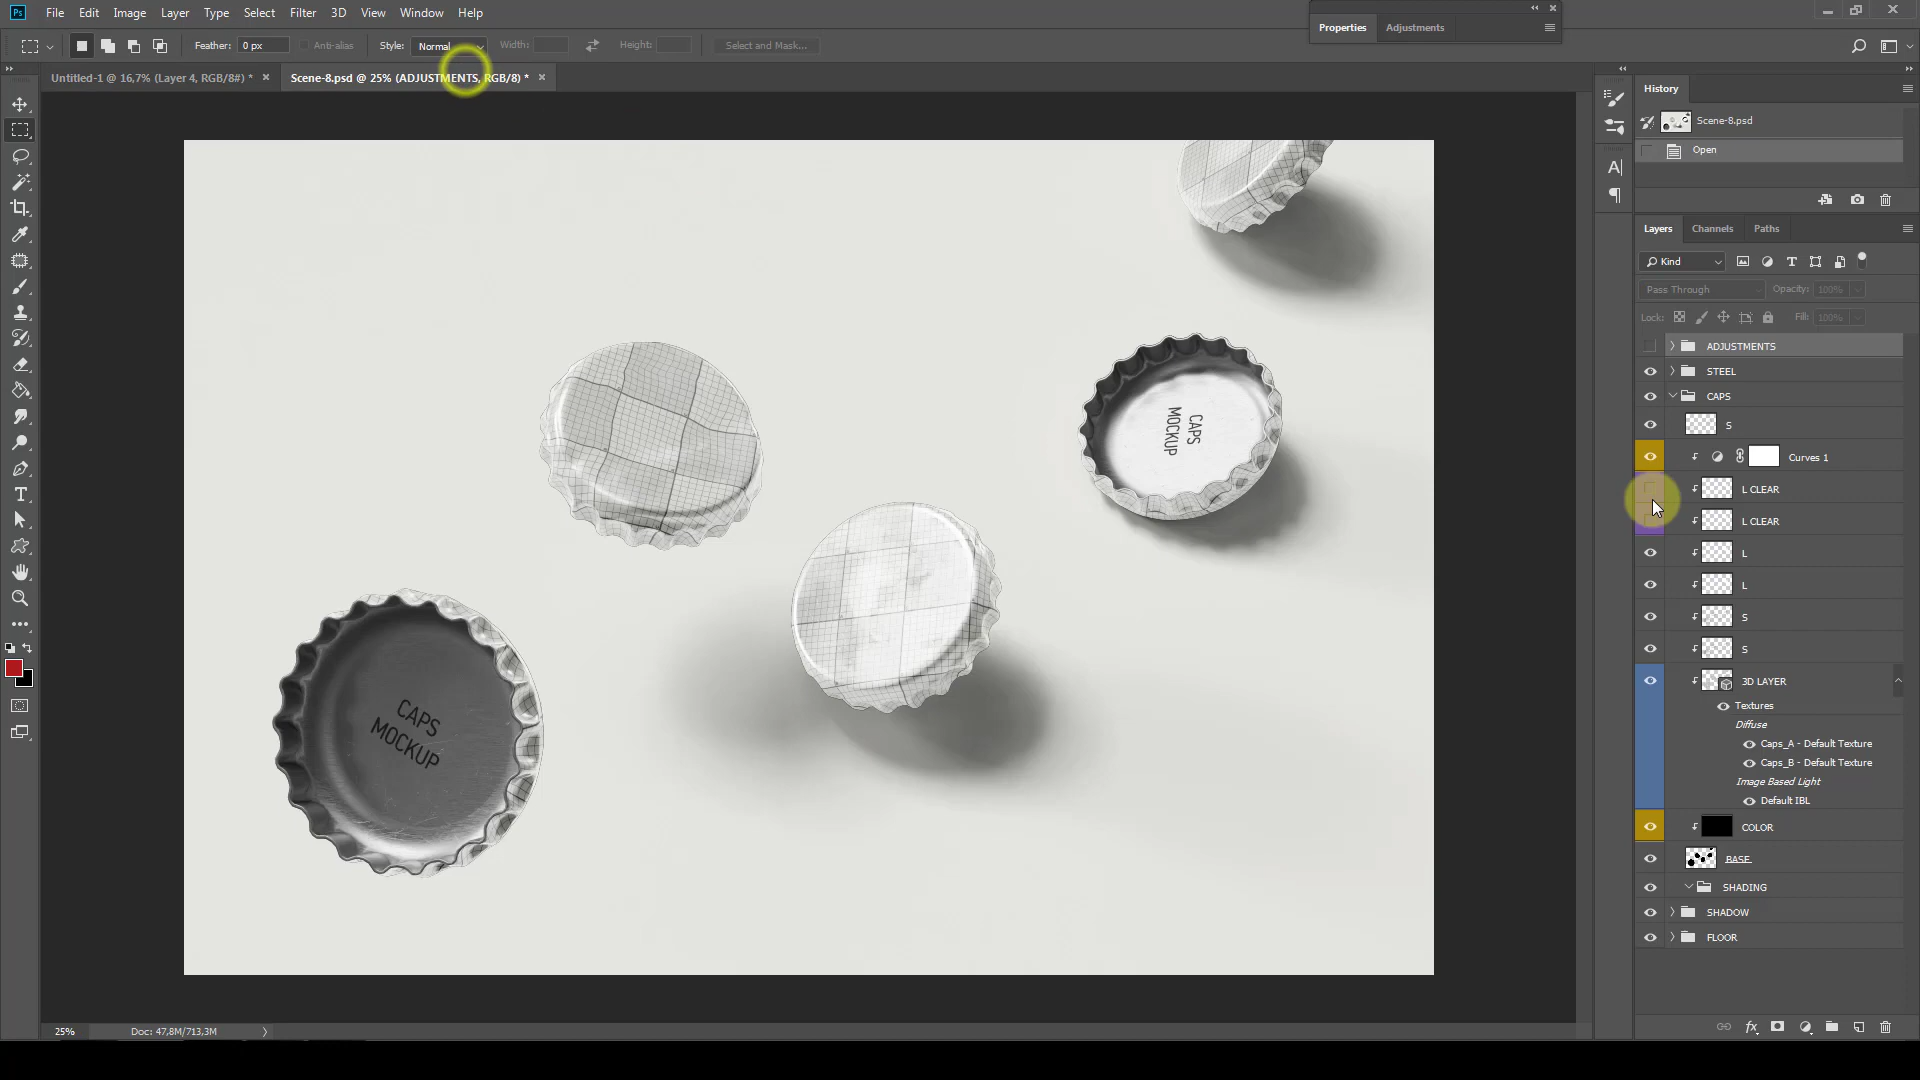 Ps File Edit Image Layer Type Select Filter 3D View Window Help
Properties Adjustments
Feather: 0 px Anti-alias Style: Normal Width: Height: Select and Mask...
Untitled-1 @ 16,7% (Layer 4, RGB/8#) * × Scene-8.psd @ 25% (ADJUSTMENTS, RGB/8) * ×
History
Scene-8.psd
Open
Layers Channels Paths
Kind
Pass Through Opacity: 100%
Lock: Fill: 100%
ADJUSTMENTS
STEEL
CAPS
S
Curves 1
L CLEAR
L CLEAR
L
L
S
S
3D LAYER
Textures
Diffuse
Caps_A - Default Texture
Caps_B - Default Texture
Image Based Light
Default IBL
COLOR
BASE
SHADING
SHADOW
FLOOR
CAPS
MOCKUP
CAPS
MOCKUP
25% Doc: 47,8M/713,3M